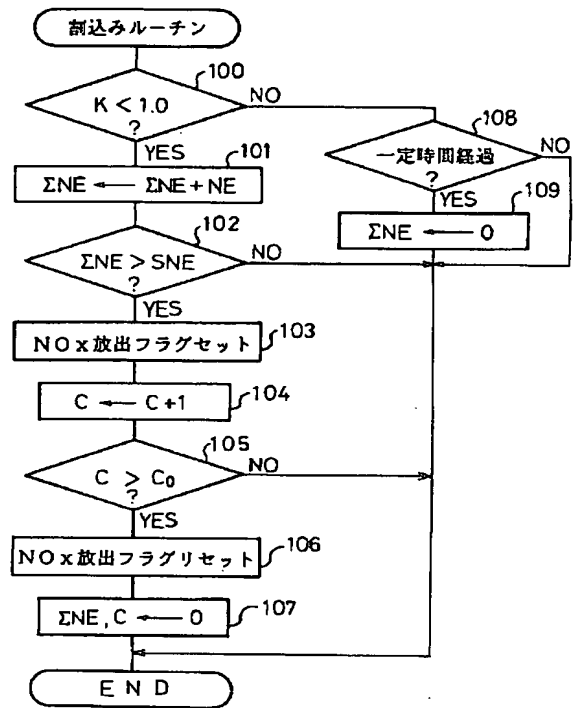 割込みルーチン
100
K < 1.0
?
NO
YES
101
ΣNE ← ΣNE + NE
102
ΣNE > SNE
?
NO
YES
103
NOx放出フラグセット
104
C ← C+1
105
C > C₀
?
NO
YES
106
NOx放出フラグリセット
107
ΣNE, C ← 0
END
108
一定時間経過
?
NO
YES
109
ΣNE ← 0